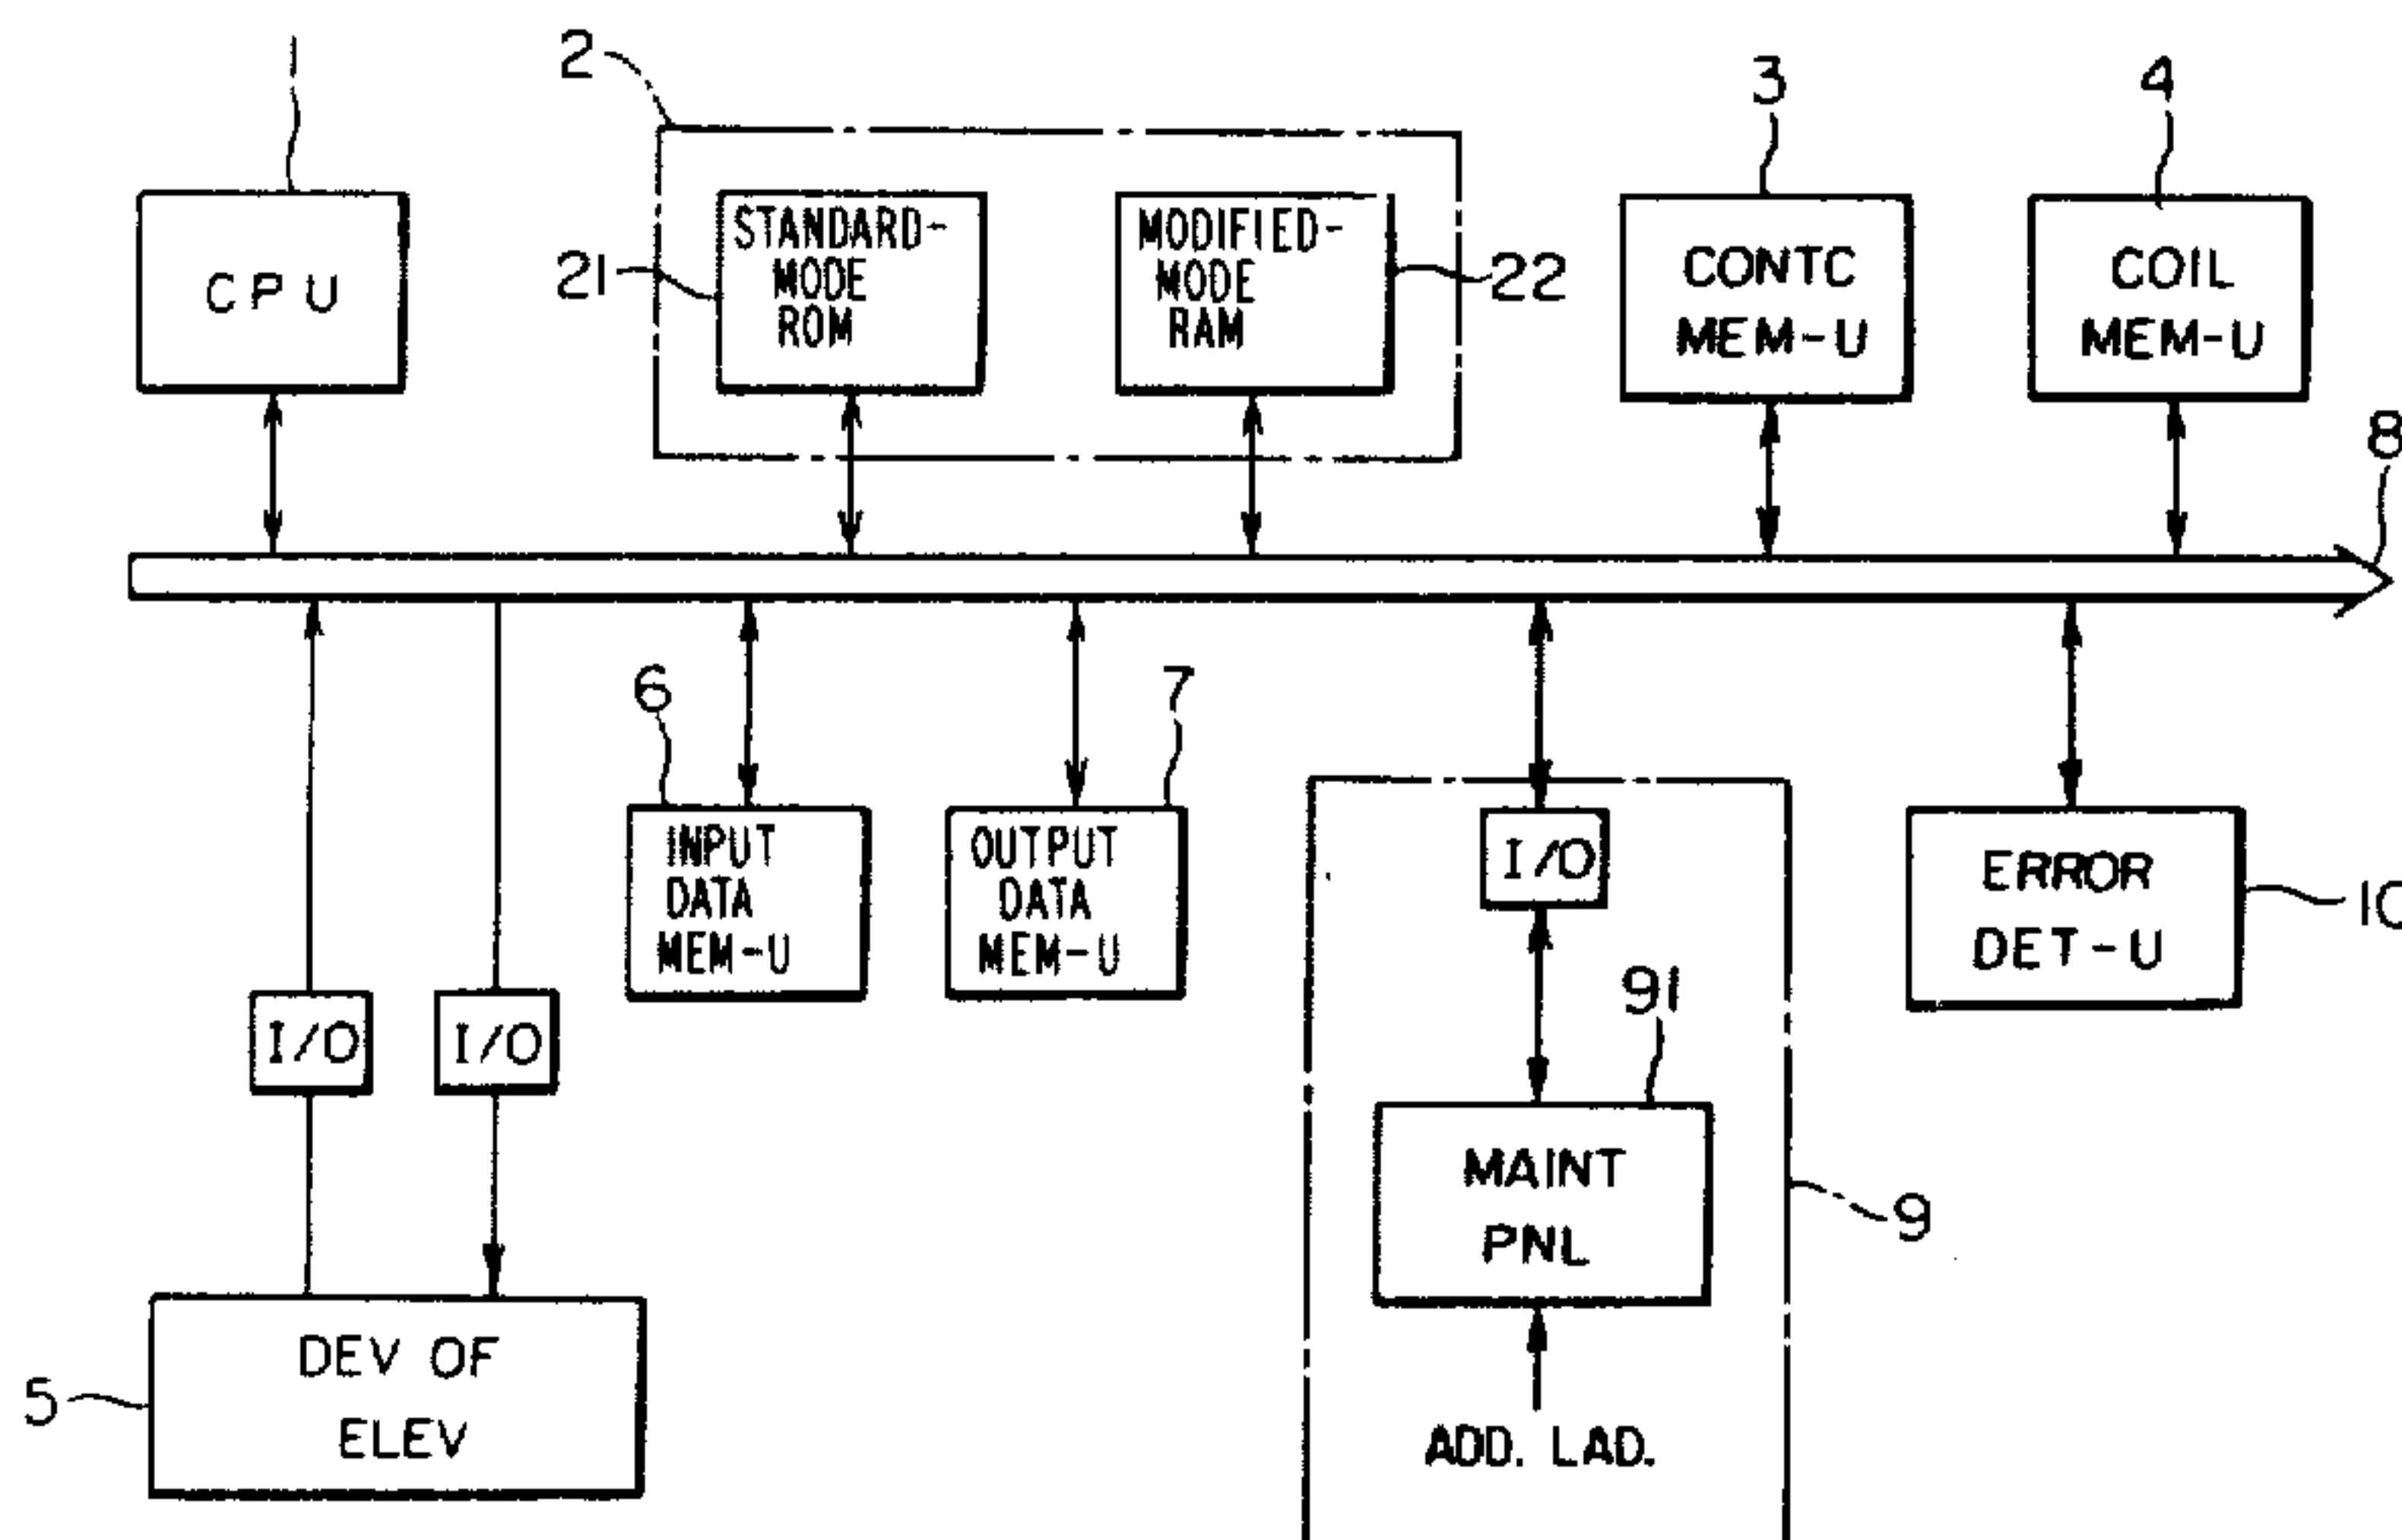 2
3
4
CPU
21
STANDARD-
MODE
ROM
MODIFIED-
MODE
RAM
22
CONTC
MEM-U
COIL
MEM-U
8
6
7
INPUT
DATA
MEM-U
OUTPUT
DATA
MEM-U
I/O
ERROR
DET-U
10
I/O
I/O
91
MAINT
PNL
9
5
DEV OF
ELEV
ADD. LAD.